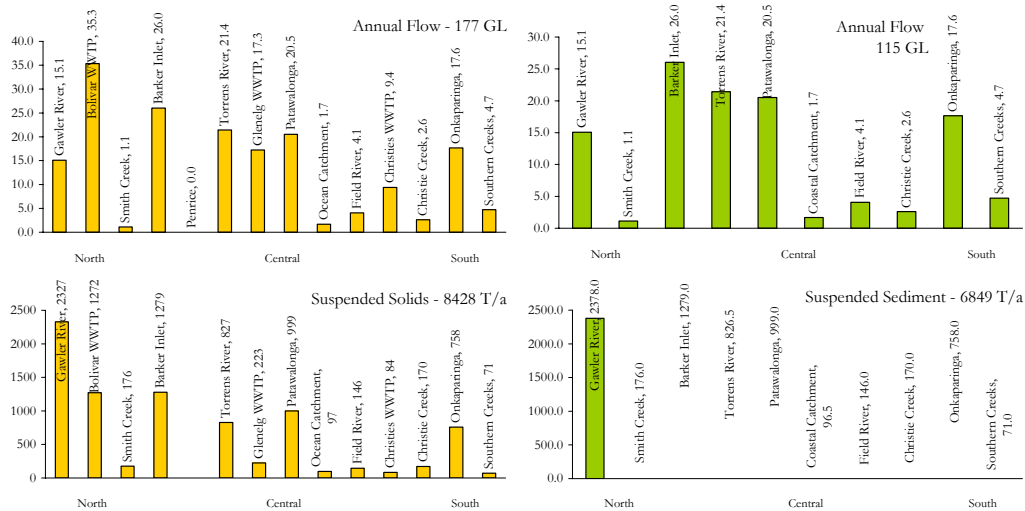 Annual Flow - 177 GL
40.0
35.0
30.0
25.0
20.0
15.0
10.0
5.0
0.0
Gawler River, 15.1
Bolivar WWTP, 35.3
Smith Creek, 1.1
Barker Inlet, 26.0
Penrice, 0.0
Torrens River, 21.4
Glenelg WWTP, 17.3
Patawalonga, 20.5
Ocean Catchment, 1.7
Field River, 4.1
Christies WWTP, 9.4
Christie Creek, 2.6
Onkaparinga, 17.6
Southern Creeks, 4.7
North
Central
South
Annual Flow
115 GL
30.0
25.0
20.0
15.0
10.0
5.0
0.0
Gawler River, 15.1
Smith Creek, 1.1
Barker Inlet, 26.0
Torrens River, 21.4
Patawalonga, 20.5
Coastal Catchment, 1.7
Field River, 4.1
Christie Creek, 2.6
Onkaparinga, 17.6
Southern Creeks, 4.7
North
Central
South
Suspended Solids - 8428 T/a
2500
2000
1500
1000
500
0
Gawler River, 2327
Bolivar WWTP, 1272
Smith Creek, 176
Barker Inlet, 1279
Torrens River, 827
Glenelg WWTP, 223
Patawalonga, 999
Ocean Catchment,
97
Field River, 146
Christies WWTP, 84
Christie Creek, 170
Onkaparinga, 758
Southern Creeks, 71
North
Central
South
Suspended Sediment - 6849 T/a
2500.0
2000.0
1500.0
1000.0
500.0
0.0
Gawler River, 2378.0
Smith Creek, 176.0
Barker Inlet, 1279.0
Torrens River, 826.5
Patawalonga, 999.0
Coastal Catchment,
96.5
Field River, 146.0
Christie Creek, 170.0
Onkaparinga, 758.0
Southern Creeks,
71.0
North
Central
South